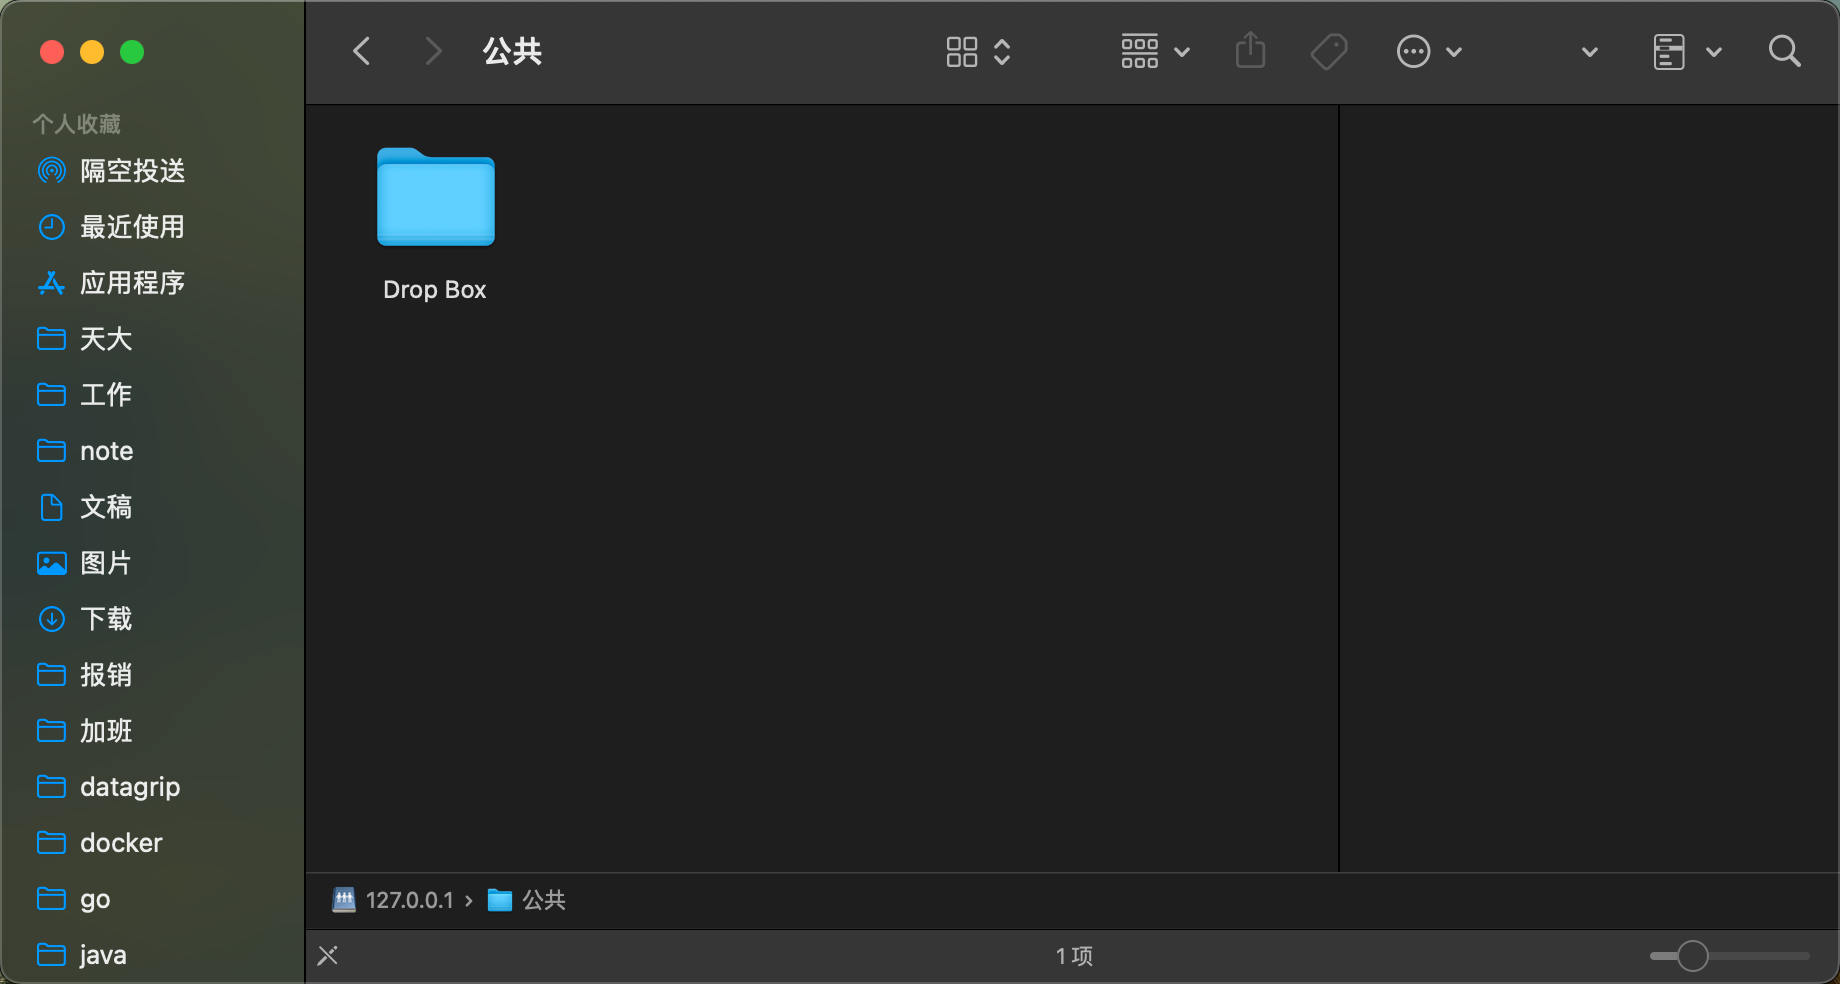 公共
个人收藏
隔空投送
最近使用
应用程序
天大
工作
note
文稿
图片
下载
报销
加班
datagrip
docker
go
java
Drop Box
127.0.0.1 › 公共
1 项